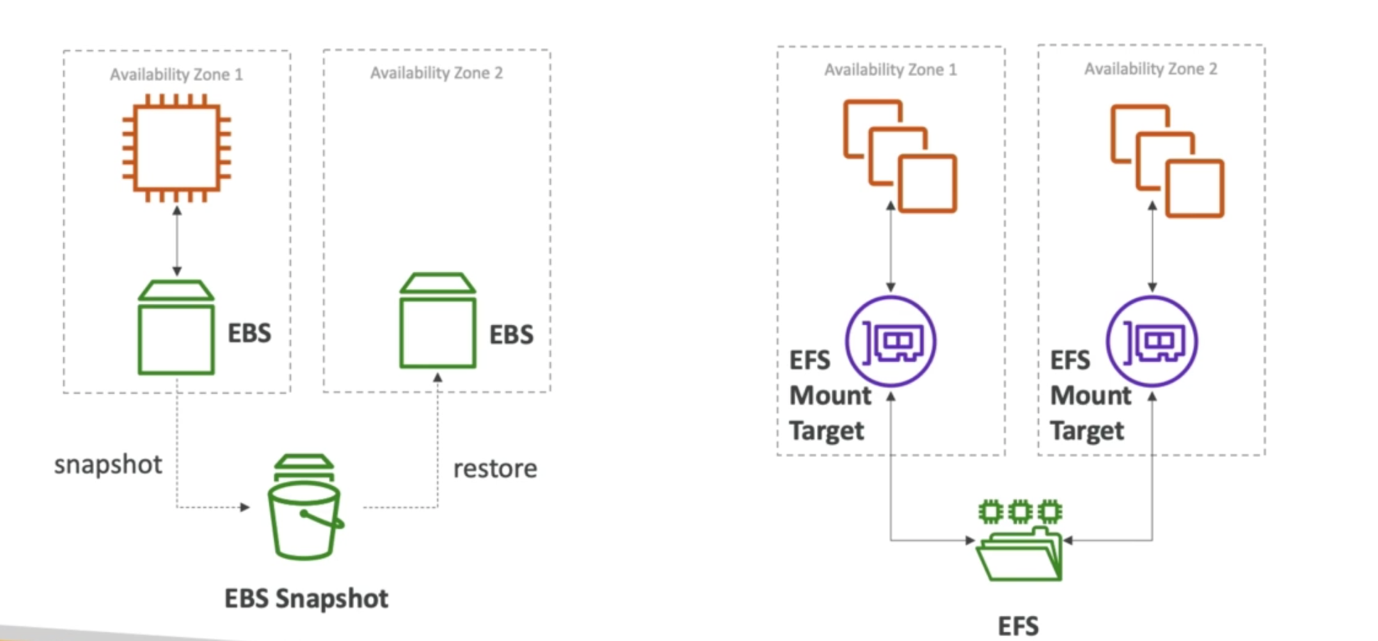 Availability Zone 1
Availability Zone 2
EBS
EBS
snapshot
restore
EBS Snapshot
Availability Zone 1
Availability Zone 2
EFS
Mount
Target
EFS
Mount
Target
EFS